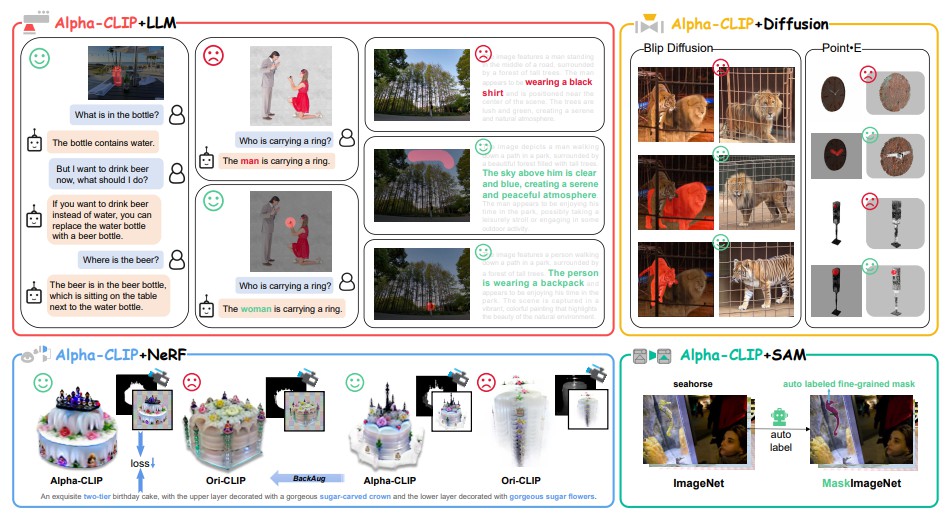 Alpha-CLIP+LLM
What is in the bottle?
The bottle contains water.
But I want to drink beer
now, what should I do?
If you want to drink beer
instead of water, you can
replace the water bottle
with a beer bottle.
Where is the beer?
The beer is in the beer bottle,
which is sitting on the table
next to the water bottle.
Who is carrying a ring?
The man is carrying a ring.
Who is carrying a ring?
The woman is carrying a ring.
image features a man standing
the middle of a road, surrounded
by a forest of tall trees. The man
appears to be wearing a black
shirt and is positioned near the
center of the scene. The trees are
lush and green, creating a serene
and natural atmosphere.
image depicts a man walking
down a path in a park, surrounded by
a beautiful forest filled with tall trees.
The sky above him is clear
and blue, creating a serene
and peaceful atmosphere.
The man appears to be enjoying his
time in the park, possibly taking a
leisurely stroll or engaging in some
outdoor activity.
image features a person walking
down a path in a park, surrounded by
a forest of tall trees. The person
is wearing a backpack and
appears to be enjoying his time in the
park. The scene is captured in a
vibrant, colorful painting that highlights
the beauty of the natural environment.
Alpha-CLIP+Diffusion
Blip Diffusion
Point•E
Alpha-CLIP+NeRF
loss↓
Alpha-CLIP
Ori-CLIP
BackAug
Alpha-CLIP
Ori-CLIP
An exquisite two-tier birthday cake, with the upper layer decorated with a gorgeous sugar-carved crown and the lower layer decorated with gorgeous sugar flowers.
Alpha-CLIP+SAM
seahorse
auto labeled fine-grained mask
auto
label
ImageNet
MaskImageNet